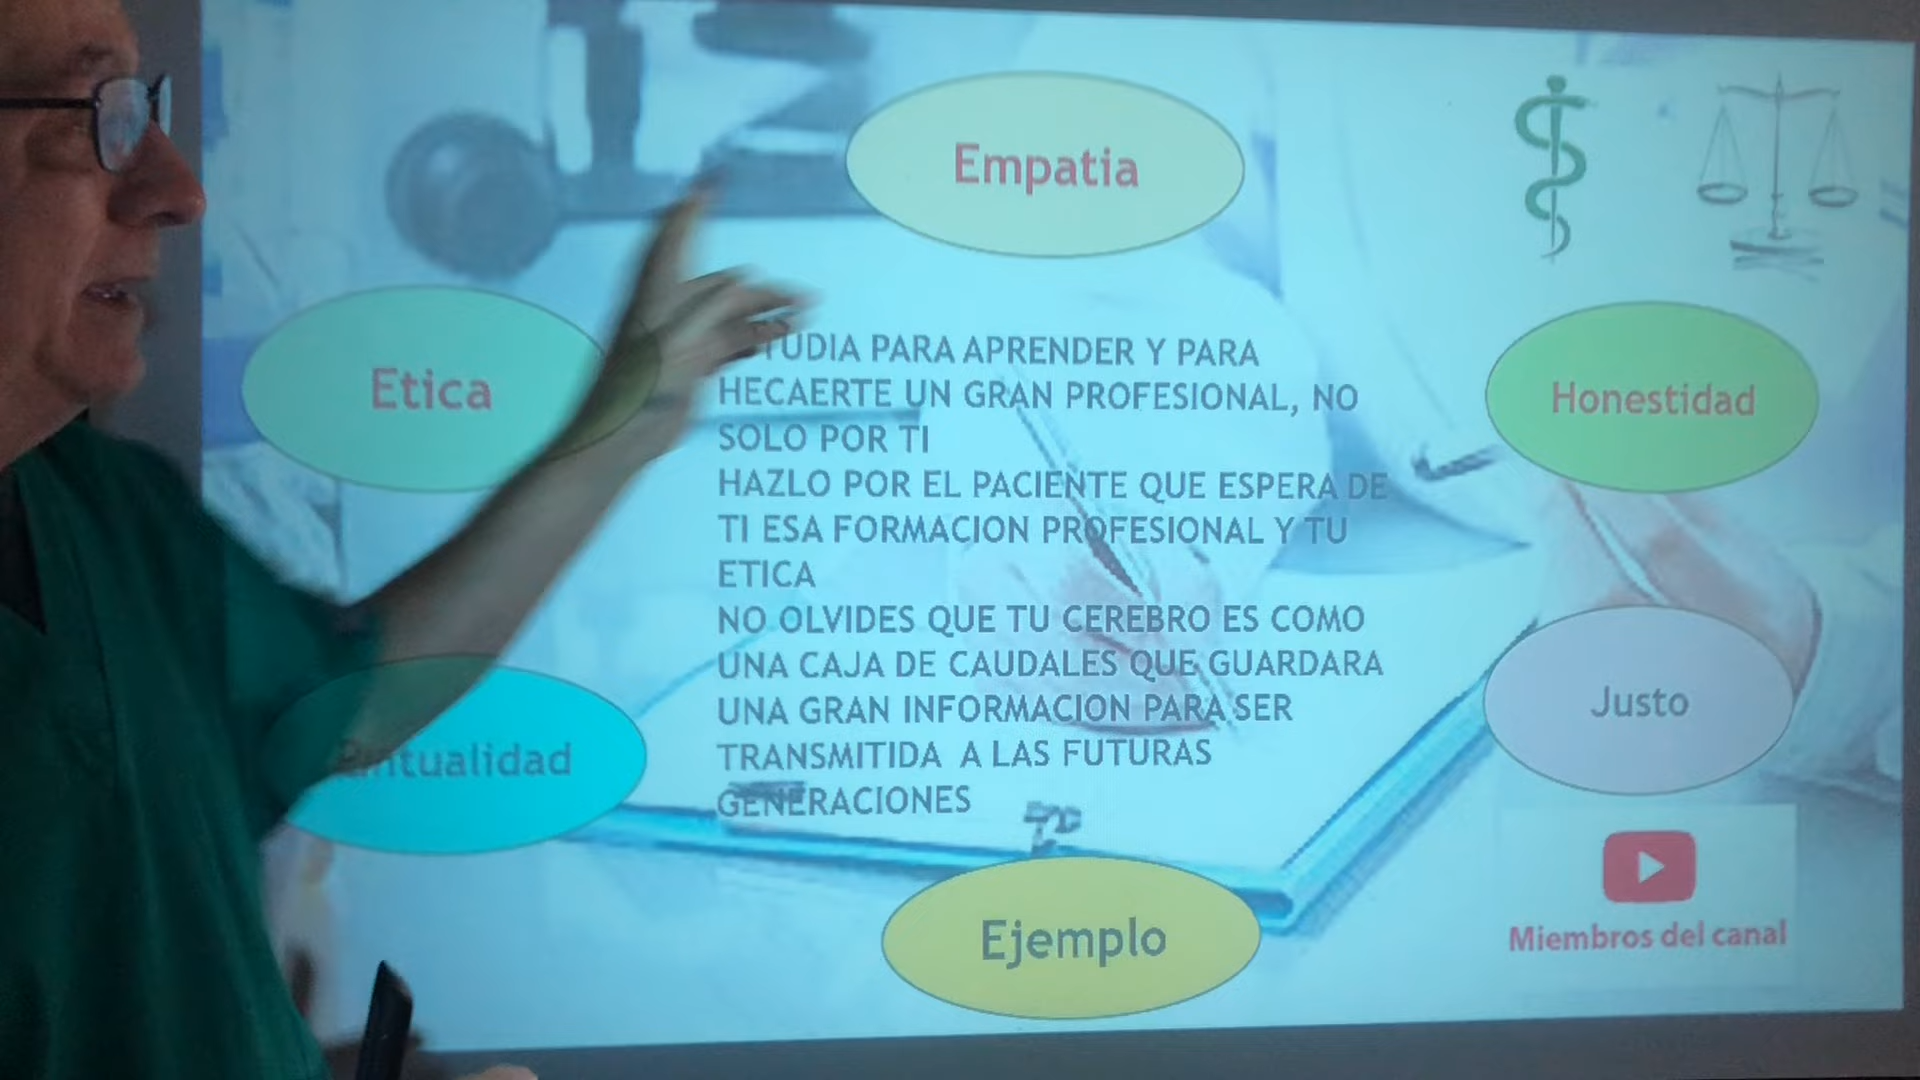 Empatia
Etica
TUDIA PARA APRENDER Y PARA
HECAERTE UN GRAN PROFESIONAL, NO
SOLO POR TI
HAZLO POR EL PACIENTE QUE ESPERA DE
TI ESA FORMACION PROFESIONAL Y TU
ETICA
NO OLVIDES QUE TU CEREBRO ES COMO
UNA CAJA DE CAUDALES QUE GUARDARA
UNA GRAN INFORMACION PARA SER
TRANSMITIDA A LAS FUTURAS
GENERACIONES
Honestidad
Puntualidad
Justo
Ejemplo
Miembros del canal